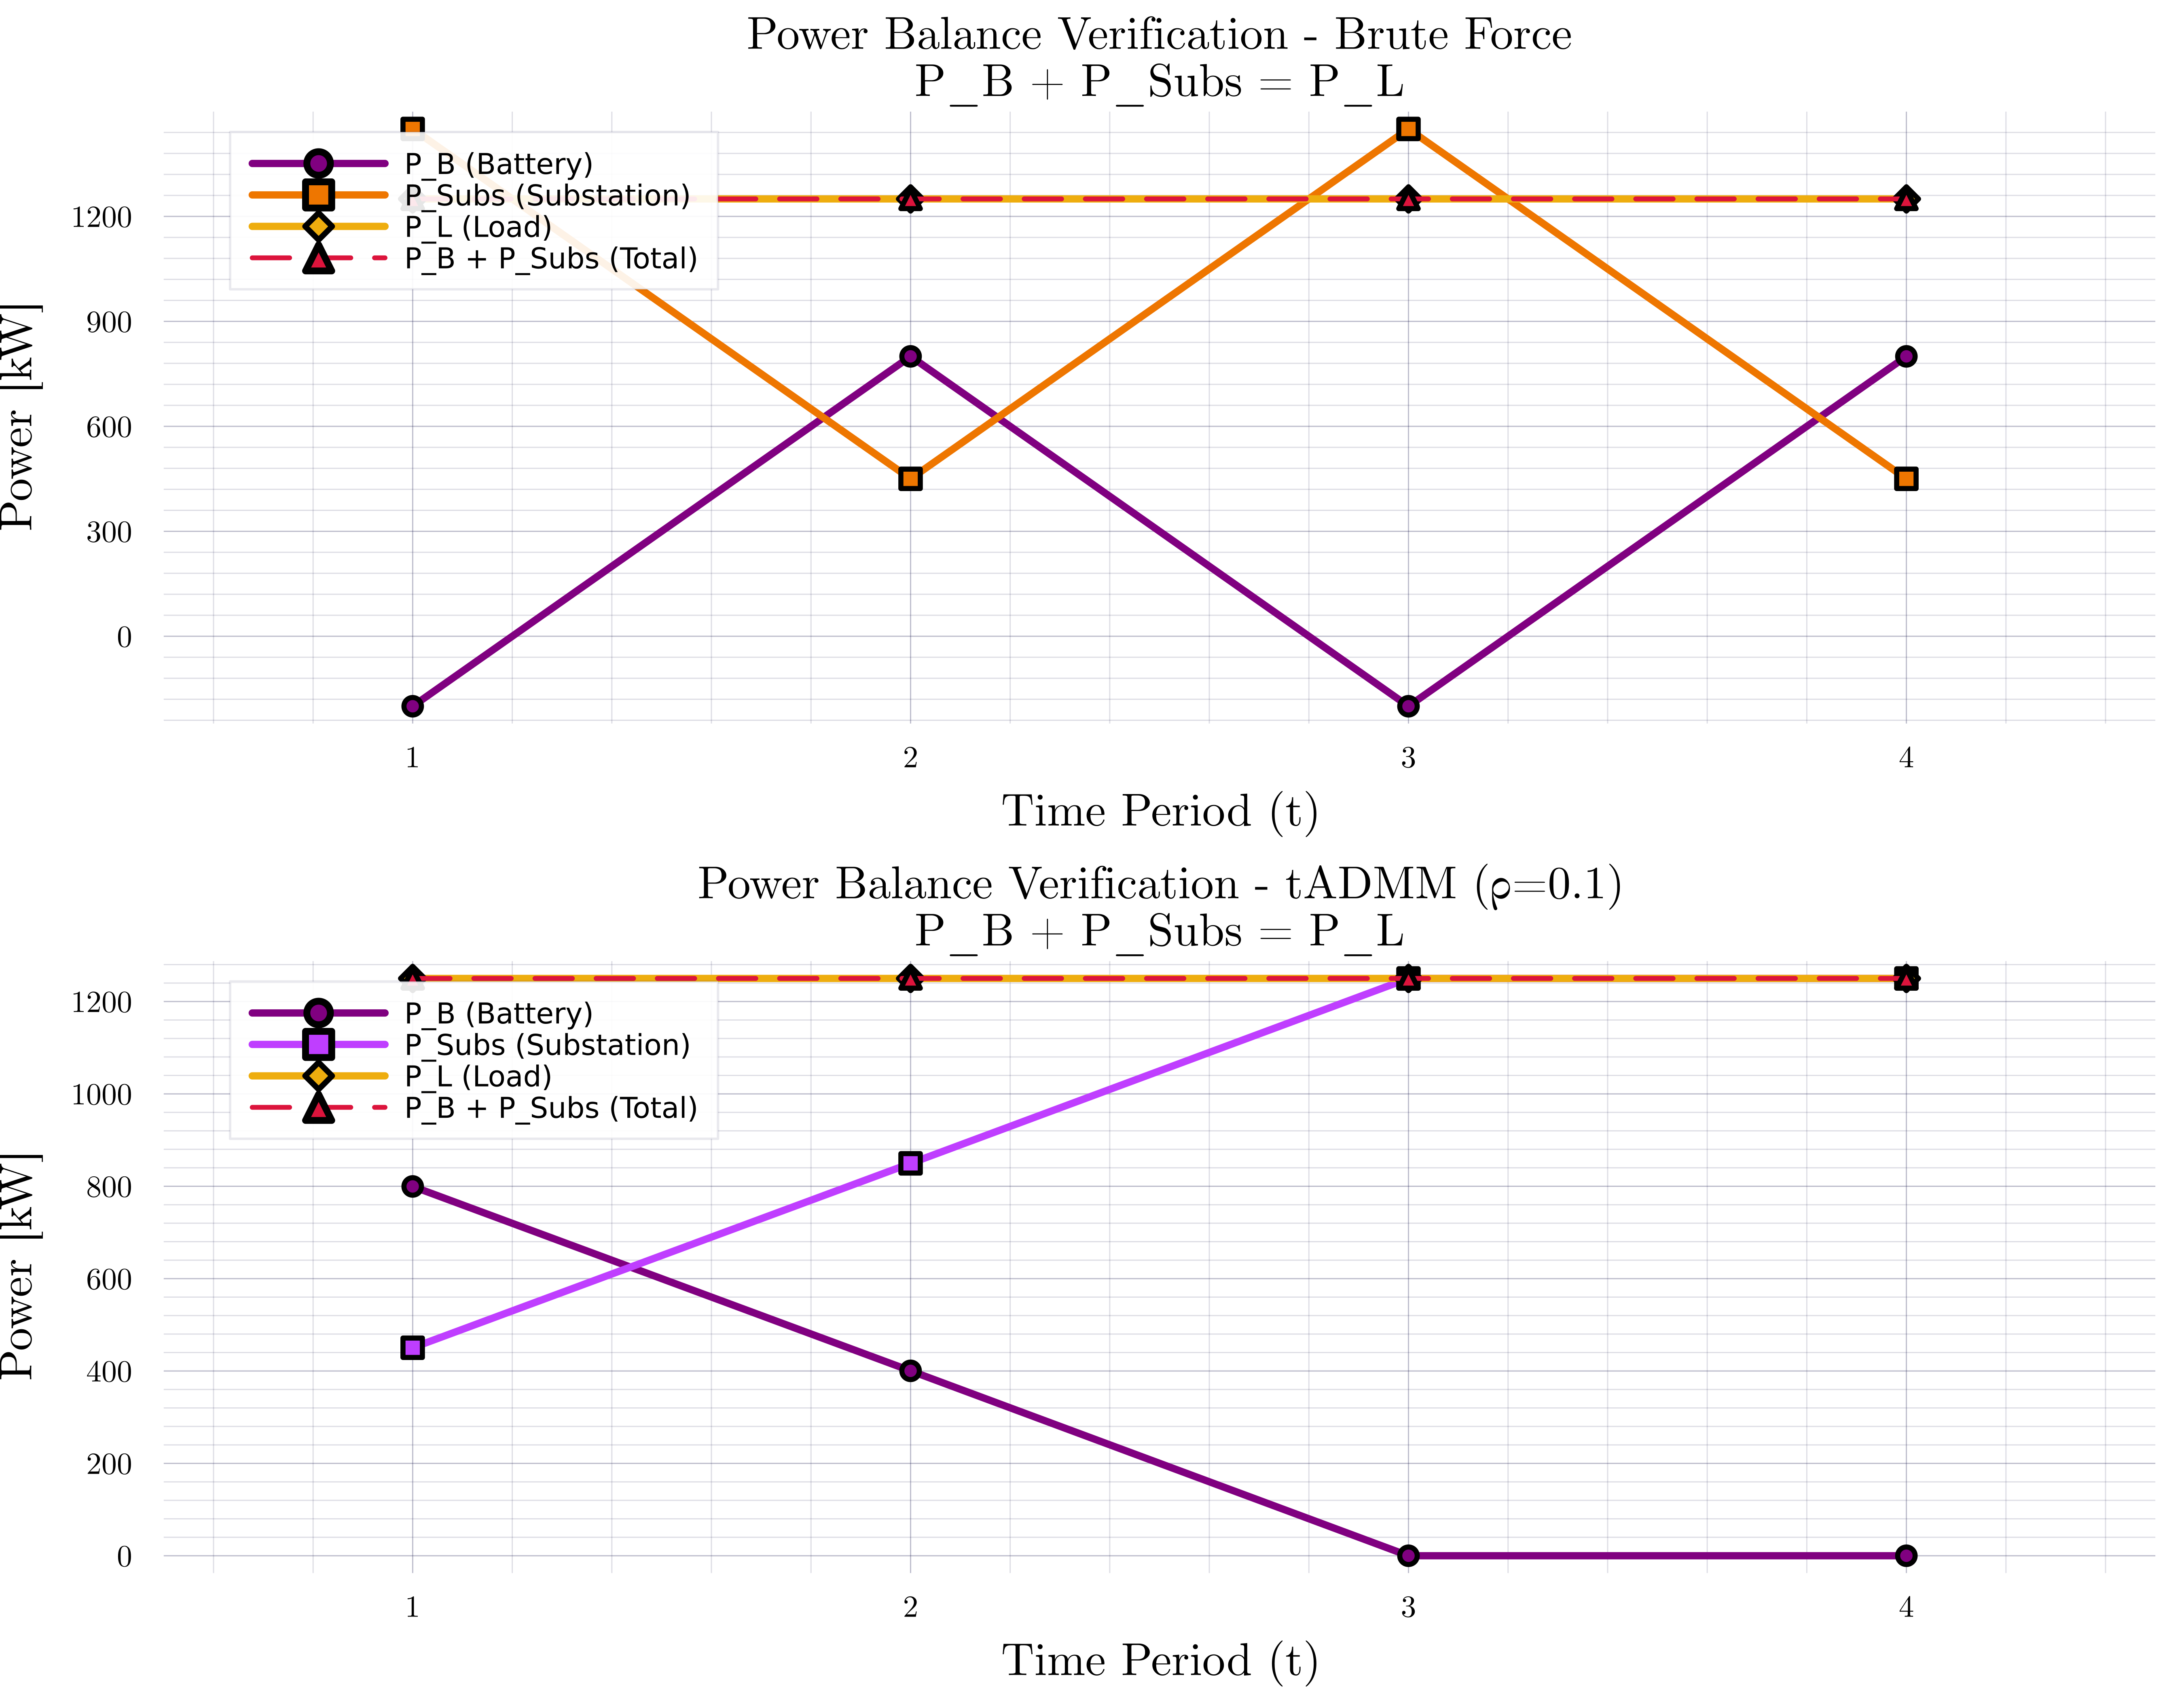 Power Balance Verification - Brute Force
P_B + P_Subs = P_L
P_B (Battery)
P_Subs (Substation)
P_L (Load)
P_B + P_Subs (Total)
Power [kW]
1200
900
600
300
0
1
2
3
4
Time Period (t)
Power Balance Verification - tADMM (ρ=0.1)
P_B + P_Subs = P_L
P_B (Battery)
P_Subs (Substation)
P_L (Load)
P_B + P_Subs (Total)
Power [kW]
1200
1000
800
600
400
200
0
1
2
3
4
Time Period (t)